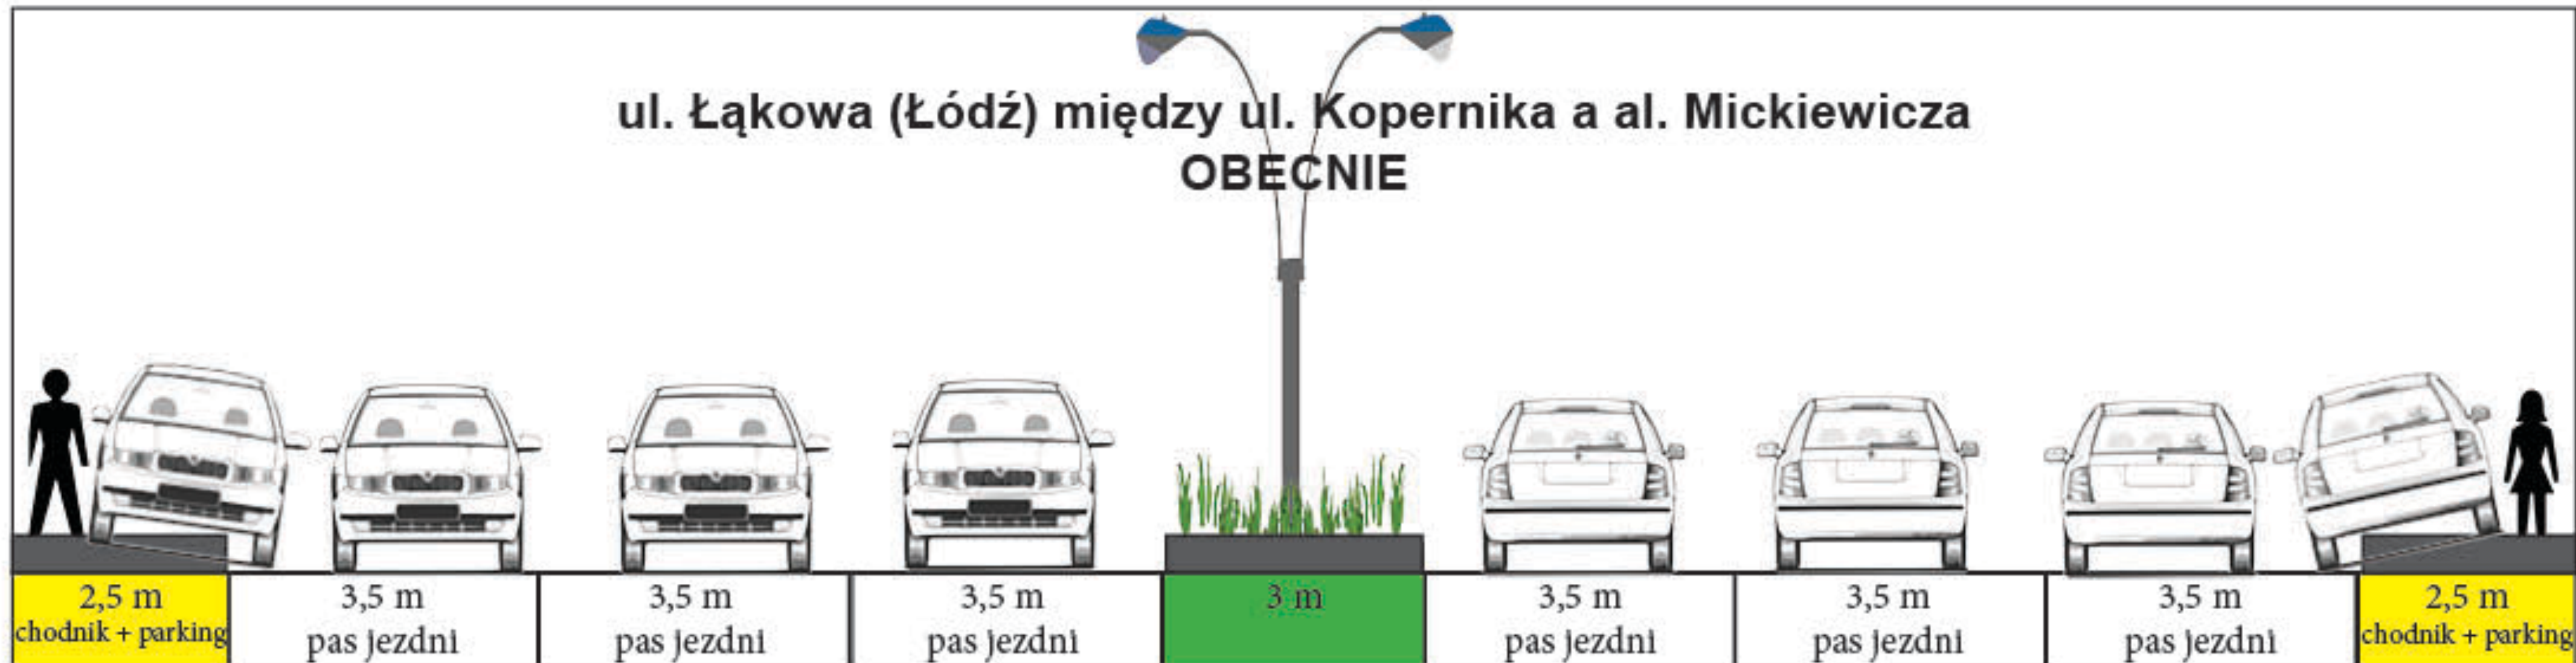 ul. Łąkowa (Łódź) między ul. Kopernika a al. Mickiewicza
OBECNIE
2,5 m
chodnik + parking
3,5 m
pas jezdni
3,5 m
pas jezdni
3,5 m
pas jezdni
3 m
3,5 m
pas jezdni
3,5 m
pas jezdni
3,5 m
pas jezdni
2,5 m
chodnik + parking